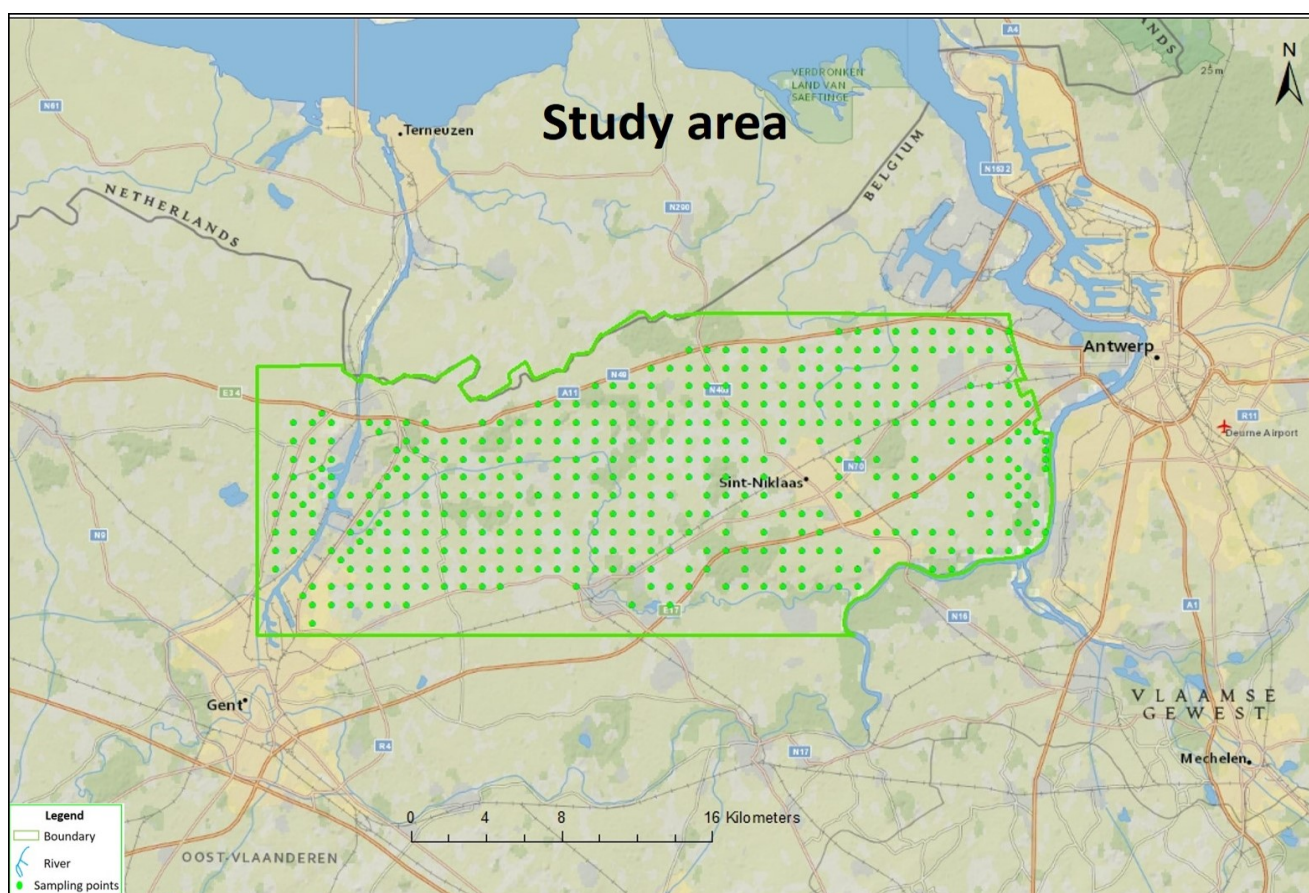 A4
LANDS
N
25 m
VERDRONKEN
LAND VAN
SAEFTINGE
N61
Study area
Terneuzen
BELGIUM
N1632
NETHERLANDS
N290
Antwerp
E34
N49
A11
R11
Deurne Airport
N70
Sint-Niklaas
N9
E17
N16
A1
VLAAMSE
GEWEST
Gent
R4
N17
Mechelen
0 4 8 16 Kilometers
Legend
Boundary
River
Sampling points
OOST-VLAANDEREN